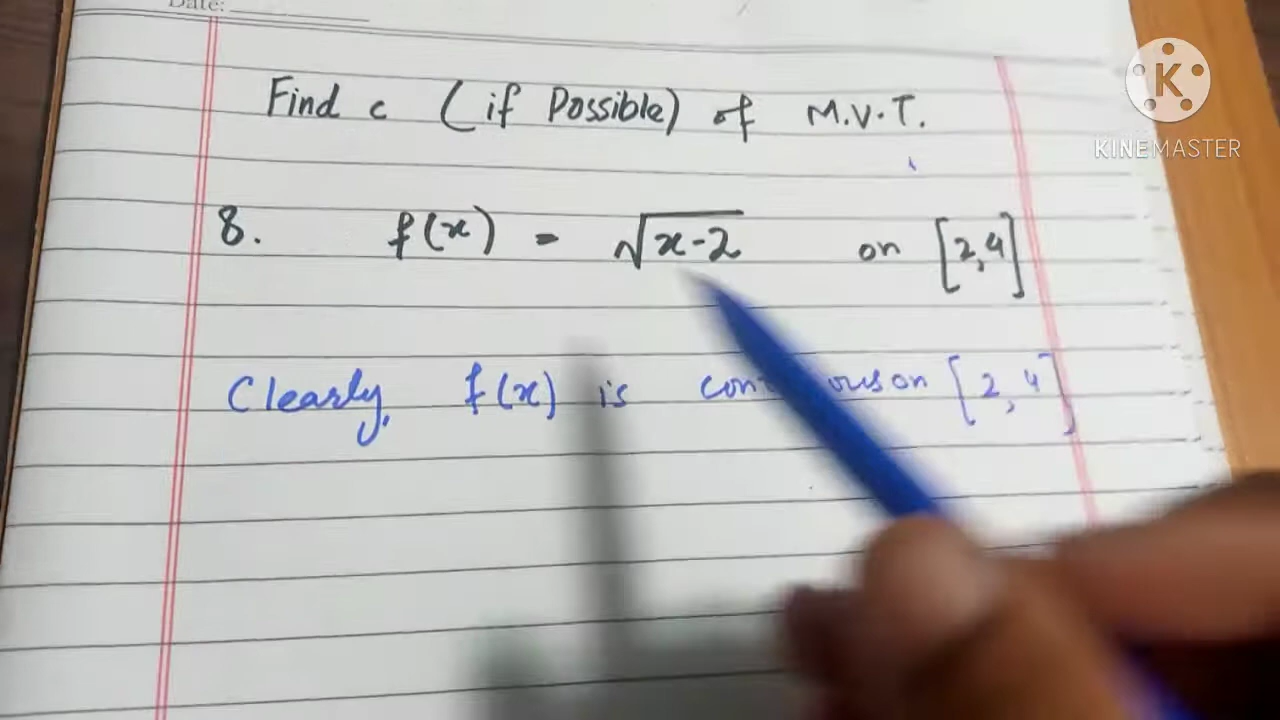 Date:
Find c (if Possible) of M.V.T.
8. f(x) = √x-2 on [2,4]
Clearly, f(x) is on [2,4]
K
KINEMASTER